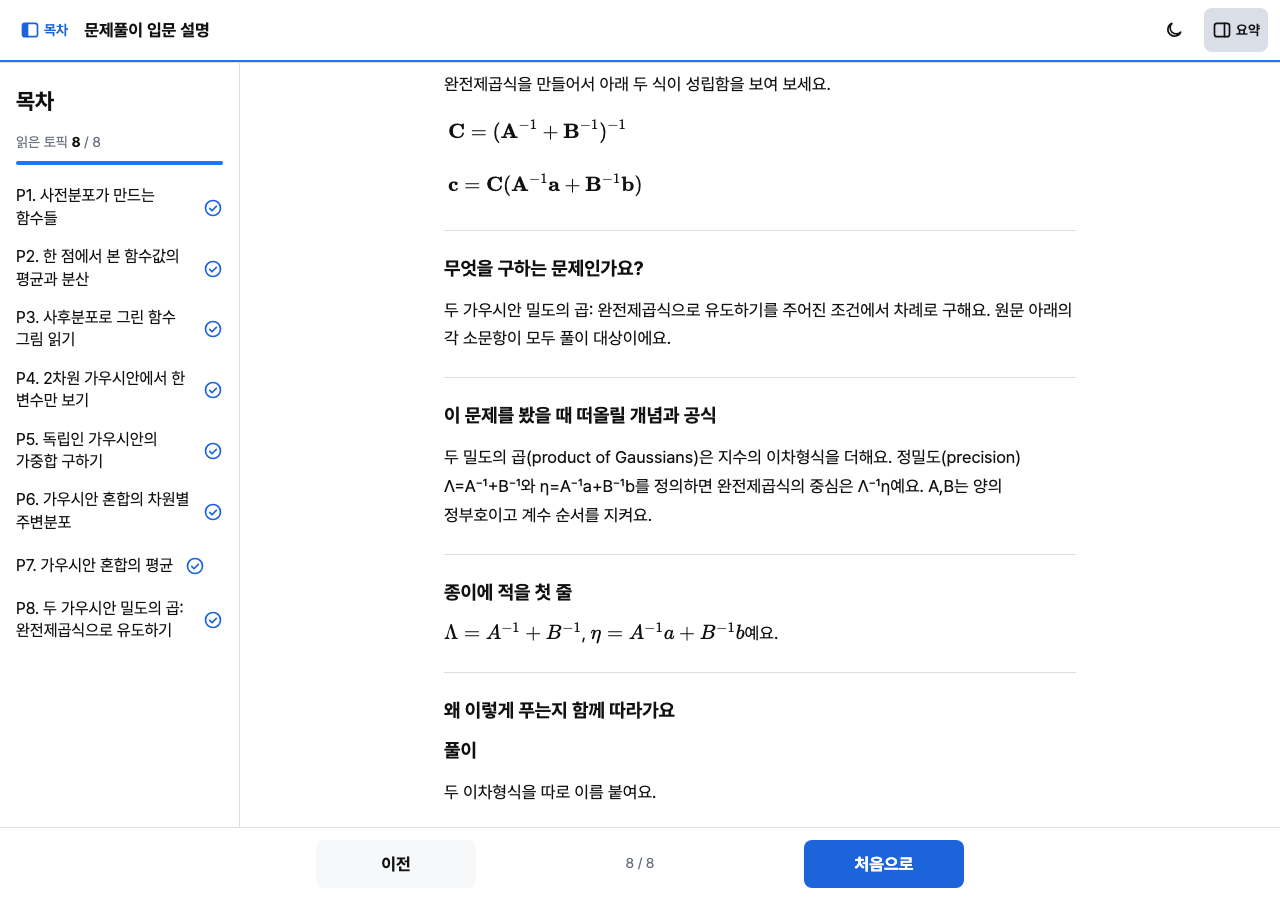 목차
문제풀이 입문 설명
요약
목차
읽은 토픽 8 / 8
P1. 사전분포가 만드는
함수들
P2. 한 점에서 본 함수값의
평균과 분산
P3. 사후분포로 그린 함수
그림 읽기
P4. 2차원 가우시안에서 한
변수만 보기
P5. 독립인 가우시안의
가중합 구하기
P6. 가우시안 혼합의 차원별
주변분포
P7. 가우시안 혼합의 평균
P8. 두 가우시안 밀도의 곱:
완전제곱식으로 유도하기
완전제곱식을 만들어서 아래 두 식이 성립함을 보여 보세요.
C = (A⁻¹ + B⁻¹)⁻¹
c = C(A⁻¹a + B⁻¹b)
무엇을 구하는 문제인가요?
두 가우시안 밀도의 곱: 완전제곱식으로 유도하기를 주어진 조건에서 차례로 구해요. 원문 아래의
각 소문항이 모두 풀이 대상이에요.
이 문제를 봤을 때 떠올릴 개념과 공식
두 밀도의 곱(product of Gaussians)은 지수의 이차형식을 더해요. 정밀도(precision)
Λ=A⁻¹+B⁻¹와 η=A⁻¹a+B⁻¹b를 정의하면 완전제곱식의 중심은 Λ⁻¹η예요. A,B는 양의
정부호이고 계수 순서를 지켜요.
종이에 적을 첫 줄
Λ = A⁻¹ + B⁻¹, η = A⁻¹a + B⁻¹b예요.
왜 이렇게 푸는지 함께 따라가요
풀이
두 이차형식을 따로 이름 붙여요.
이전
8 / 8
처음으로